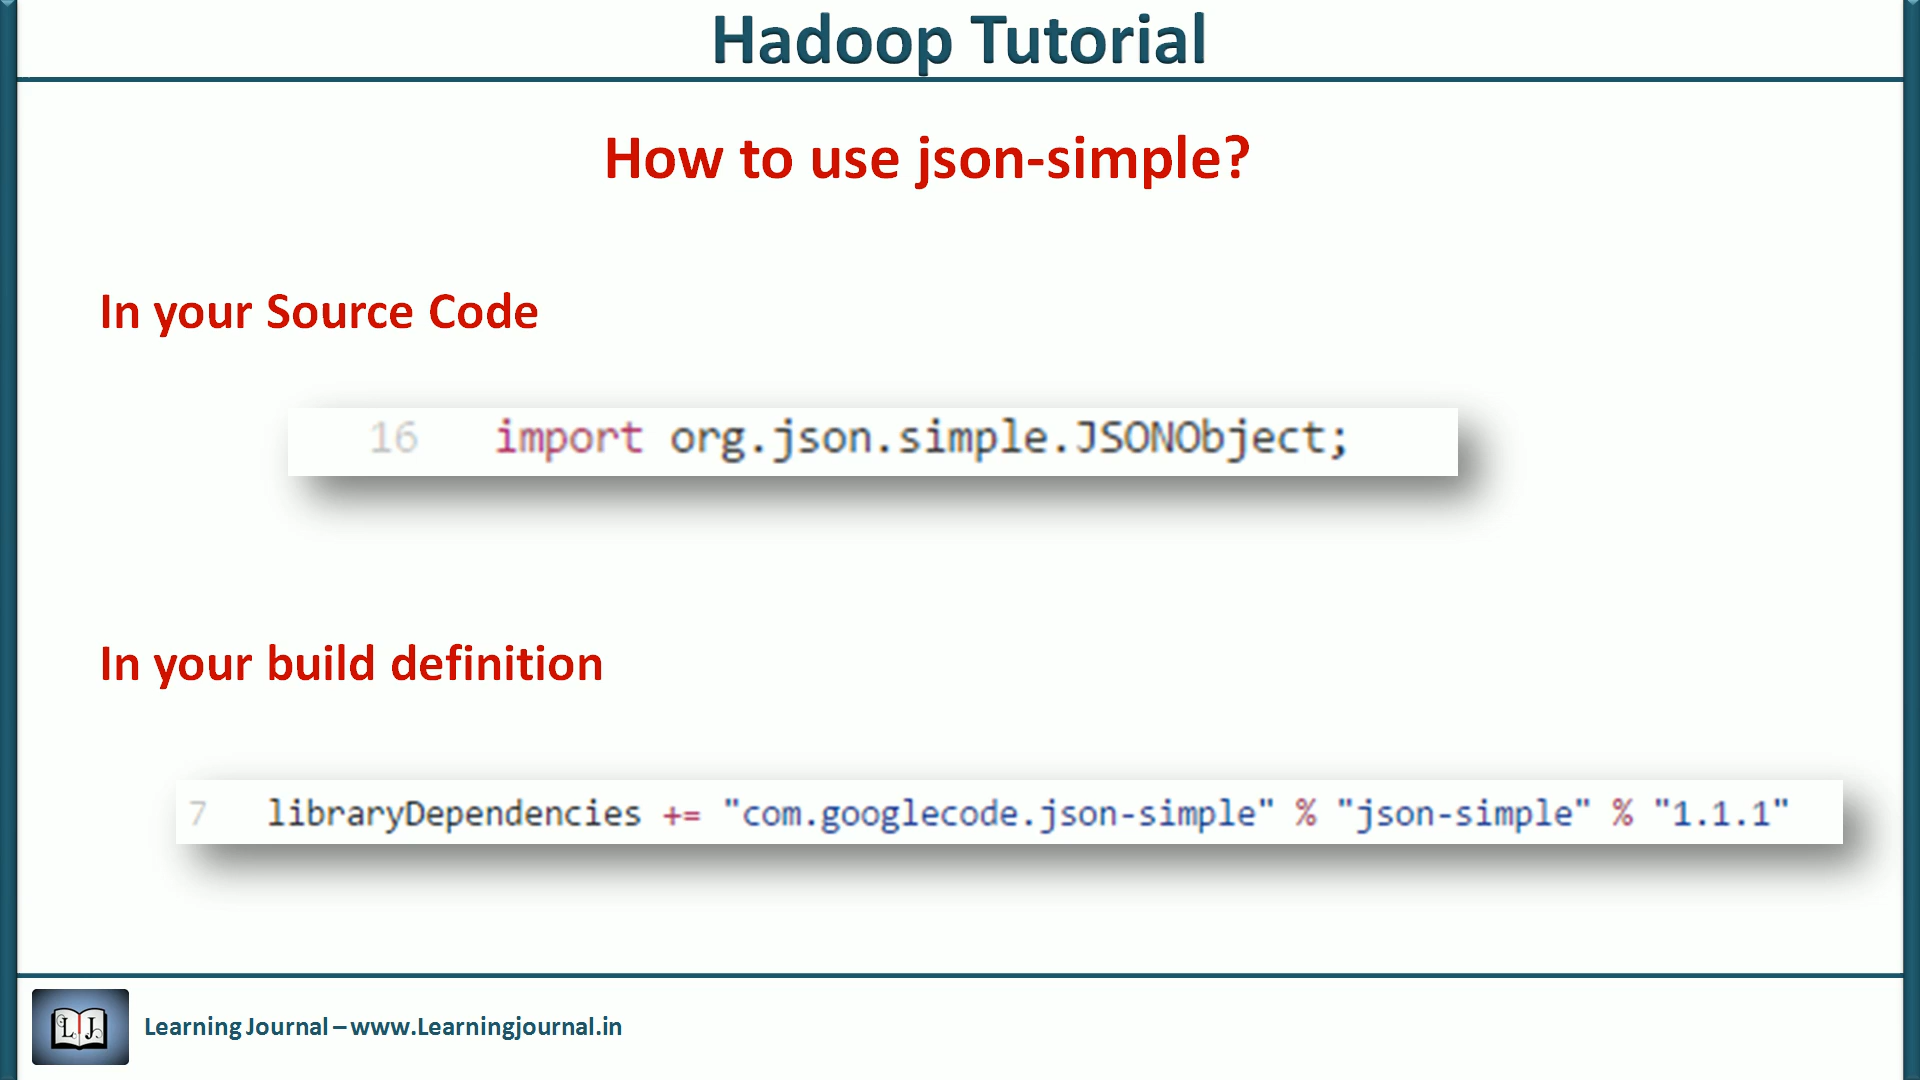 Hadoop Tutorial
How to use json-simple?
In your Source Code
16 import org.json.simple.JSONObject;
In your build definition
7 libraryDependencies += "com.googlecode.json-simple" % "json-simple" % "1.1.1"
LJ
Learning Journal – www.Learningjournal.in